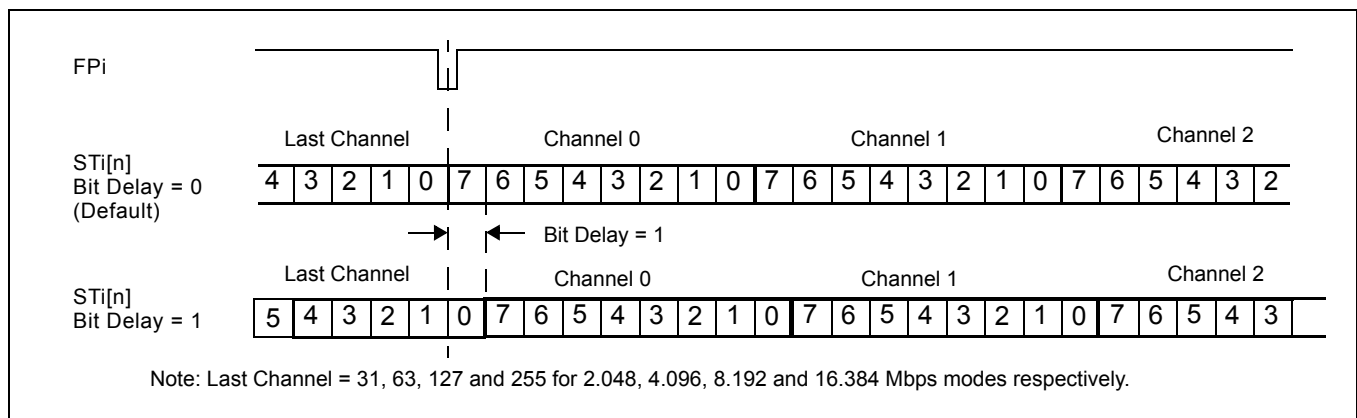 FPi
Last Channel Channel 0 Channel 1 Channel 2
STi[n]
Bit Delay = 0
(Default)
4 3 2 1 0 7 6 5 4 3 2 1 0 7 6 5 4 3 2 1 0 7 6 5 4 3 2
Bit Delay = 1
Last Channel Channel 0 Channel 1 Channel 2
STi[n]
Bit Delay = 1
5 4 3 2 1 0 7 6 5 4 3 2 1 0 7 6 5 4 3 2 1 0 7 6 5 4 3
Note: Last Channel = 31, 63, 127 and 255 for 2.048, 4.096, 8.192 and 16.384 Mbps modes respectively.